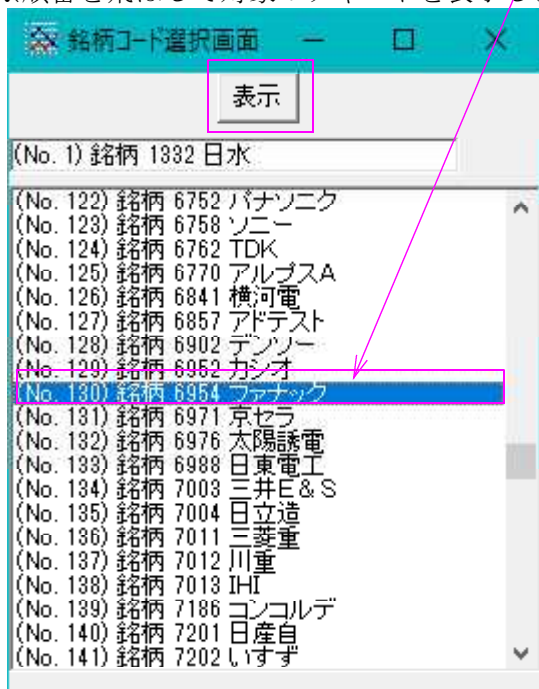 銘柄コード選択画面
表示
(No. 1) 銘柄 1332 日水
(No. 122) 銘柄 6752 パナソニク
(No. 123) 銘柄 6758 ソニー
(No. 124) 銘柄 6762 TDK
(No. 125) 銘柄 6770 アルプスA
(No. 126) 銘柄 6841 横河電
(No. 127) 銘柄 6857 アドテスト
(No. 128) 銘柄 6902 デンソー
(No. 129) 銘柄 6952 カシオ
(No. 130) 銘柄 6954 ファナック
(No. 131) 銘柄 6971 京セラ
(No. 132) 銘柄 6976 太陽誘電
(No. 133) 銘柄 6988 日東電工
(No. 134) 銘柄 7003 三井E&S
(No. 135) 銘柄 7004 日立造
(No. 136) 銘柄 7011 三菱重
(No. 137) 銘柄 7012 川重
(No. 138) 銘柄 7013 IHI
(No. 139) 銘柄 7186 コンコルデ
(No. 140) 銘柄 7201 日産自
(No. 141) 銘柄 7202 いすず